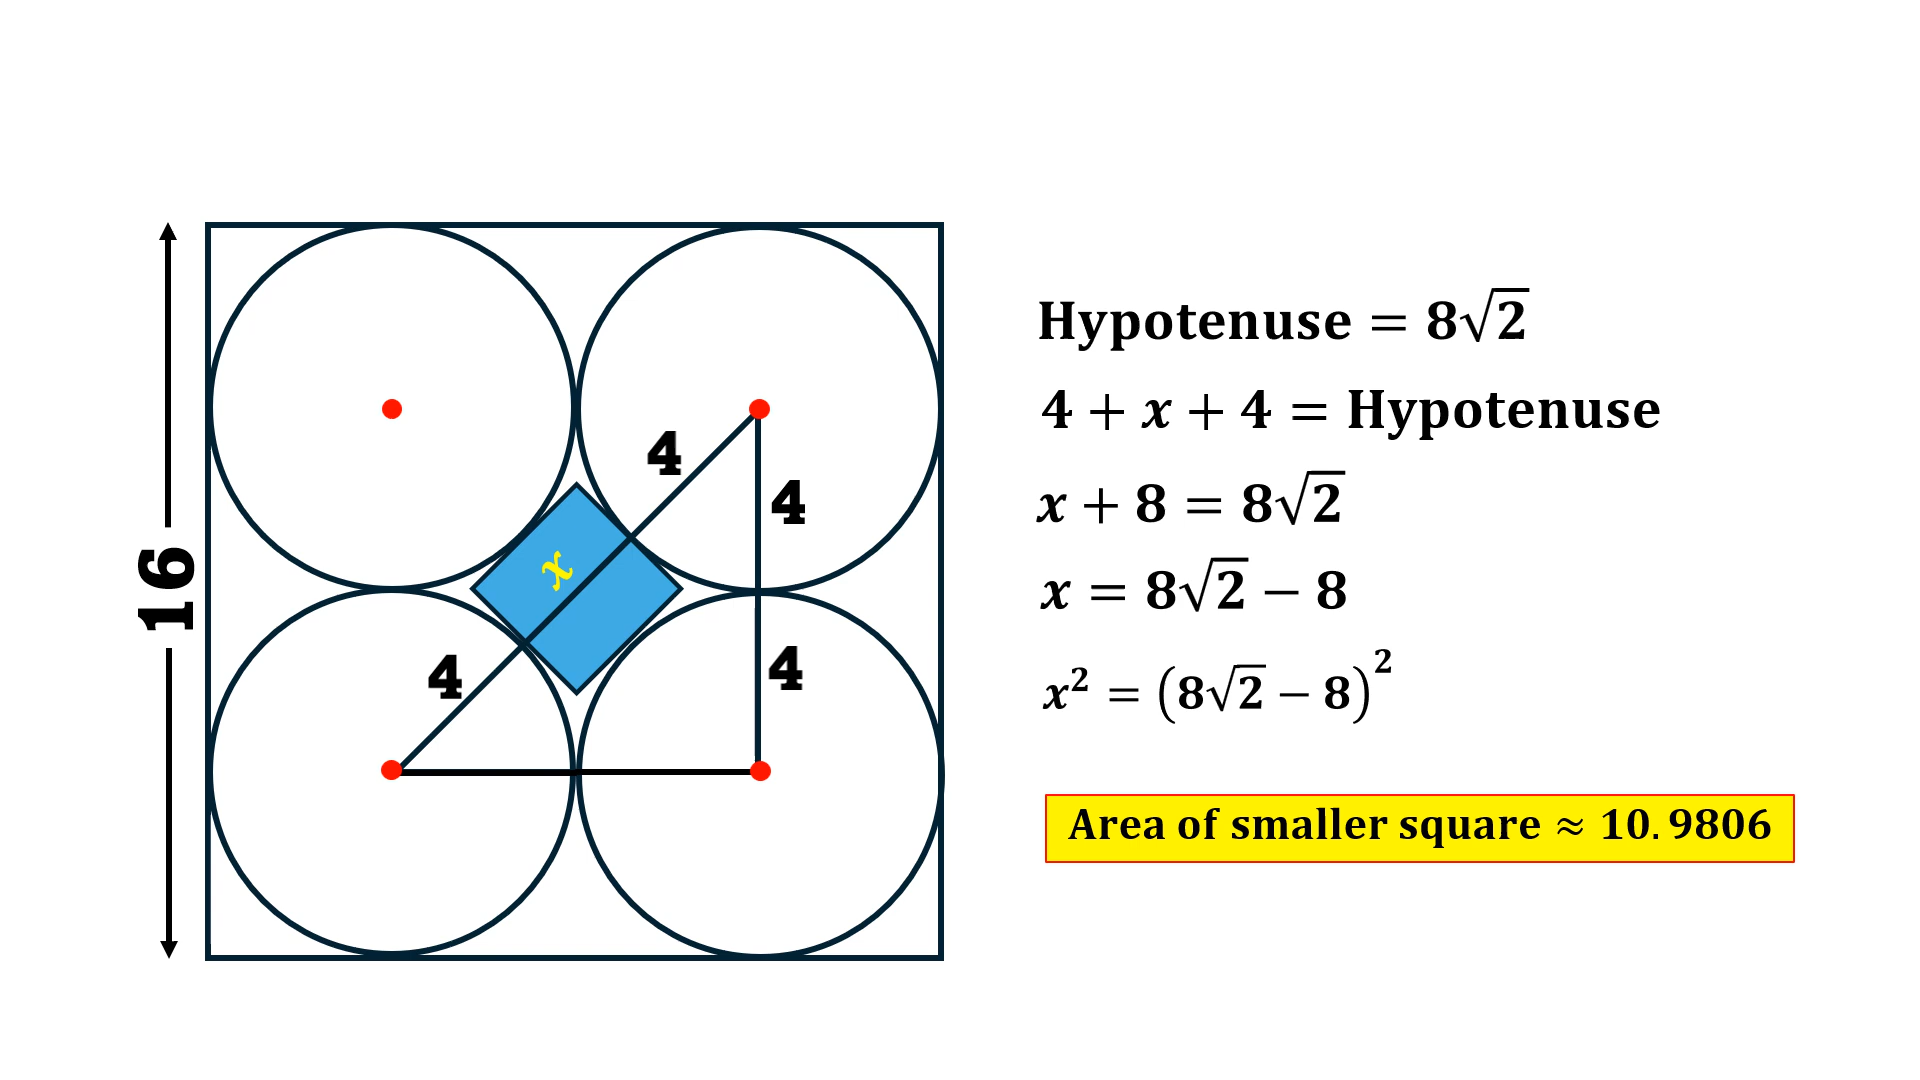 16
4
4
x
4
4
Hypotenuse = 8√2
4 + x + 4 = Hypotenuse
x + 8 = 8√2
x = 8√2 − 8
x² = (8√2 − 8)²
Area of smaller square ≈ 10.9806